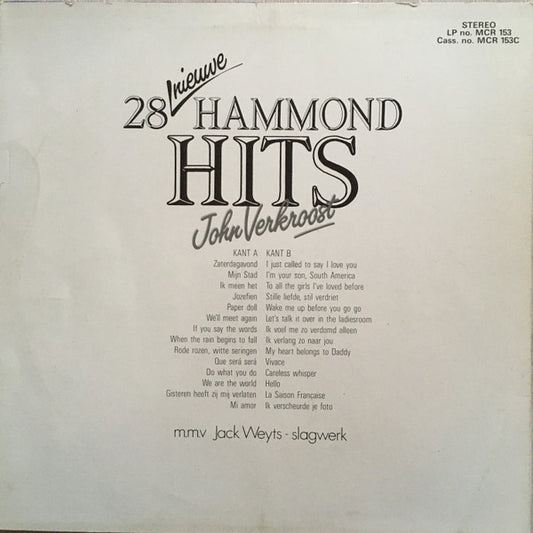 STEREO
LP no. MCR 153
Cass. no. MCR 153C
nieuwe
28 HAMMOND
HITS
John Verkroost
KANT A KANT B
Zaterdagavond I just called to say I love you
Mijn Stad I'm your son, South America
Ik meen het To all the girls I've loved before
Jozefien Stille liefde, stil verdriet
Paper doll Wake me up before you go go
We'll meet again Let's talk it over in the ladiesroom
If you say the words Ik voel me zo verdomd alleen
When the rain begins to fall Ik verlang zo naar jou
Rode rozen, witte seringen My heart belongs to Daddy
Que será será Vivace
Do what you do Careless whisper
We are the world Hello
Gisteren heeft zij mij verlaten La Saison Française
Mi amor Ik verscheurde je foto
m.m.v Jack Weyts - slagwerk